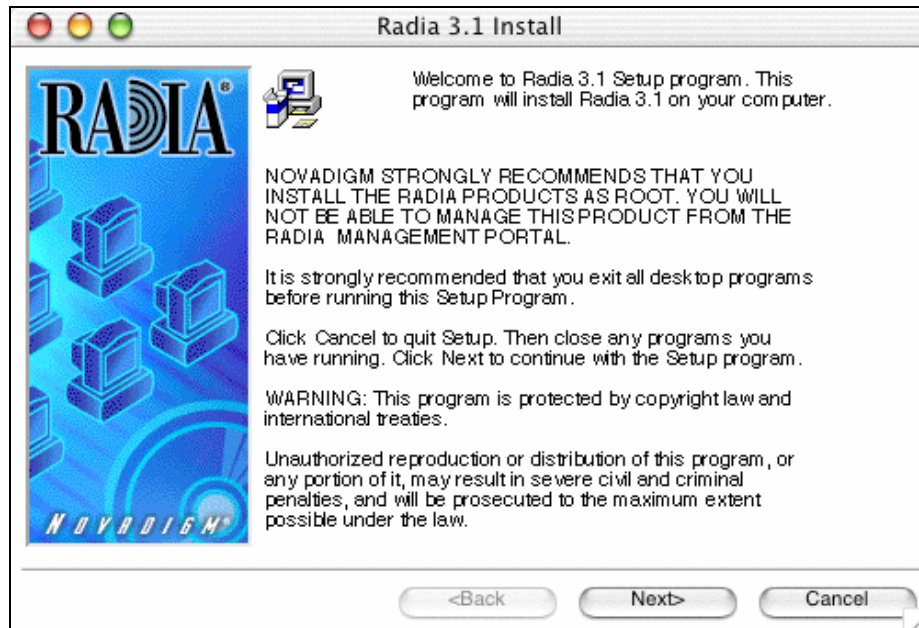 Radia 3.1 Install
RADIA®
Welcome to Radia 3.1 Setup program. This
program will install Radia 3.1 on your computer.
NOVADIGM STRONGLY RECOMMENDS THAT YOU
INSTALL THE RADIA PRODUCTS AS ROOT. YOU WILL
NOT BE ABLE TO MANAGE THIS PRODUCT FROM THE
RADIA MANAGEMENT PORTAL.
It is strongly recommended that you exit all desktop programs
before running this Setup Program.
Click Cancel to quit Setup. Then close any programs you
have running. Click Next to continue with the Setup program.
WARNING: This program is protected by copyright law and
international treaties.
Unauthorized reproduction or distribution of this program, or
any portion of it, may result in severe civil and criminal
penalties, and will be prosecuted to the maximum extent
possible under the law.
NOVADIGM®
<Back
Next>
Cancel